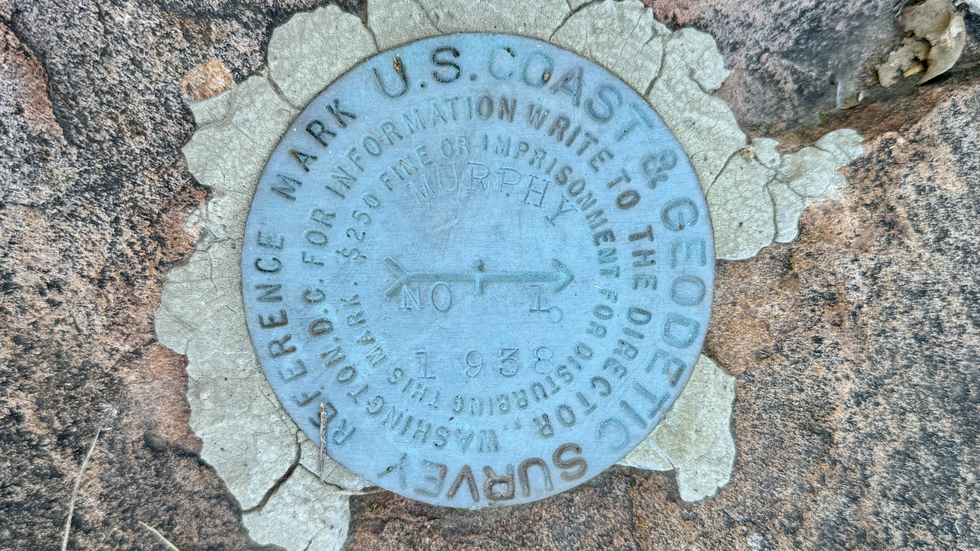 U.S. COAST & GEODETIC SURVEY
REFERENCE MARK
FOR INFORMATION WRITE TO THE DIRECTOR, WASHINGTON, D.C.
$250 FINE OR IMPRISONMENT FOR DISTURBING THIS MARK.
MURPHY
NO 1
1938